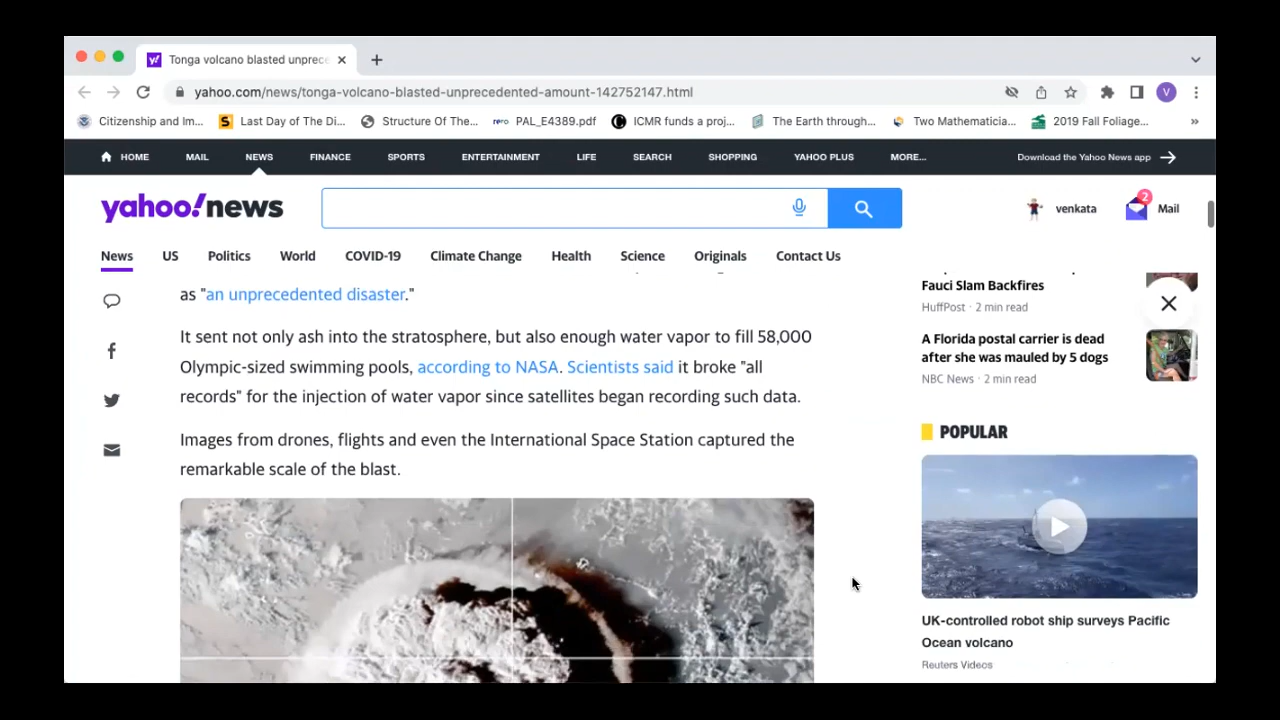 Tonga volcano blasted unprece
yahoo.com/news/tonga-volcano-blasted-unprecedented-amount-142752147.html
V
Citizenship and Im...
S
Last Day of The Di...
Structure Of The...
PAL_E4389.pdf
ICMR funds a proj...
The Earth through...
Two Mathematicia...
2019 Fall Foliage...
HOME
MAIL
NEWS
FINANCE
SPORTS
ENTERTAINMENT
LIFE
SEARCH
SHOPPING
YAHOO PLUS
MORE...
Download the Yahoo News app
yahoo!news
venkata
2
Mail
News
US
Politics
World
COVID-19
Climate Change
Health
Science
Originals
Contact Us
as "an unprecedented disaster."
It sent not only ash into the stratosphere, but also enough water vapor to fill 58,000
Olympic-sized swimming pools, according to NASA. Scientists said it broke "all
records" for the injection of water vapor since satellites began recording such data.
Images from drones, flights and even the International Space Station captured the
remarkable scale of the blast.
Fauci Slam Backfires
HuffPost · 2 min read
A Florida postal carrier is dead
after she was mauled by 5 dogs
NBC News · 2 min read
POPULAR
UK-controlled robot ship surveys Pacific
Ocean volcano
Reuters Videos